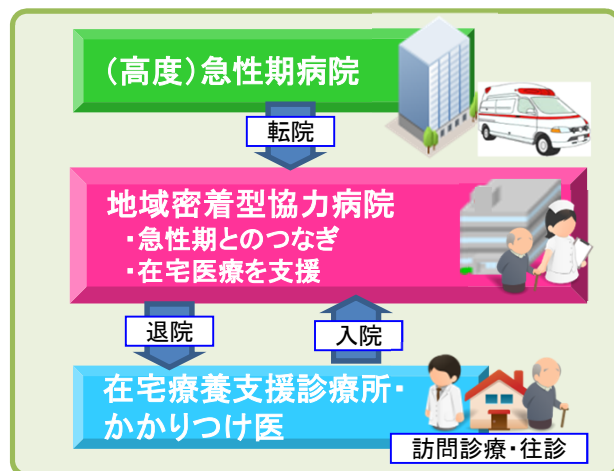 （高度）急性期病院
転院
地域密着型協力病院
・急性期とのつなぎ
・在宅医療を支援
退院
入院
在宅療養支援診療所・
かかりつけ医
訪問診療・往診